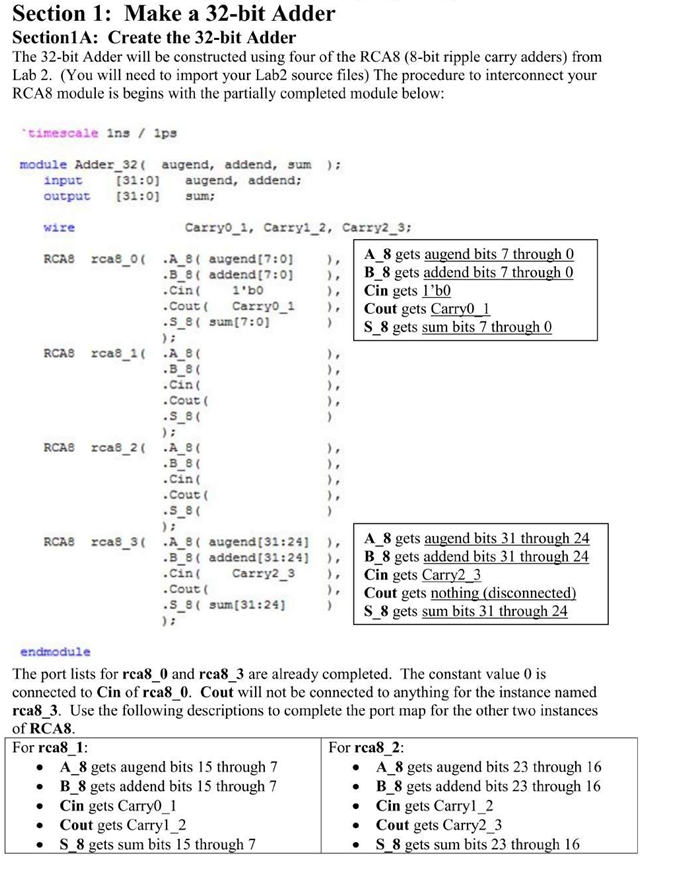 Section 1: Make a 32-bit Adder
Section1A: Create the 32-bit Adder
The 32-bit Adder will be constructed using four of the RCA8 (8-bit ripple carry adders) from
Lab 2. (You will need to import your Lab2 source files) The procedure to interconnect your
RCA8 module is begins with the partially completed module below:
`timescale 1ns / 1ps
module Adder_32( augend, addend, sum );
input [31:0] augend, addend;
output [31:0] sum;
wire Carry0_1, Carry1_2, Carry2_3;
RCA8 rca8_0( .A_8( augend[7:0] ),
.B_8( addend[7:0] ),
.Cin( 1'b0 ),
.Cout( Carry0_1 ),
.S_8( sum[7:0] )
);
A_8 gets augend bits 7 through 0
B_8 gets addend bits 7 through 0
Cin gets 1'b0
Cout gets Carry0_1
S_8 gets sum bits 7 through 0
RCA8 rca8_1( .A_8( ),
.B_8( ),
.Cin( ),
.Cout( ),
.S_8( )
);
RCA8 rca8_2( .A_8( ),
.B_8( ),
.Cin( ),
.Cout( ),
.S_8( )
);
RCA8 rca8_3( .A_8( augend[31:24] ),
.B_8( addend[31:24] ),
.Cin( Carry2_3 ),
.Cout( ),
.S_8( sum[31:24] )
);
A_8 gets augend bits 31 through 24
B_8 gets addend bits 31 through 24
Cin gets Carry2_3
Cout gets nothing (disconnected)
S_8 gets sum bits 31 through 24
endmodule
The port lists for rca8_0 and rca8_3 are already completed. The constant value 0 is
connected to Cin of rca8_0. Cout will not be connected to anything for the instance named
rca8_3. Use the following descriptions to complete the port map for the other two instances
of RCA8.
For rca8_1:
• A_8 gets augend bits 15 through 7
• B_8 gets addend bits 15 through 7
• Cin gets Carry0_1
• Cout gets Carry1_2
• S_8 gets sum bits 15 through 7
For rca8_2:
• A_8 gets augend bits 23 through 16
• B_8 gets addend bits 23 through 16
• Cin gets Carry1_2
• Cout gets Carry2_3
• S_8 gets sum bits 23 through 16